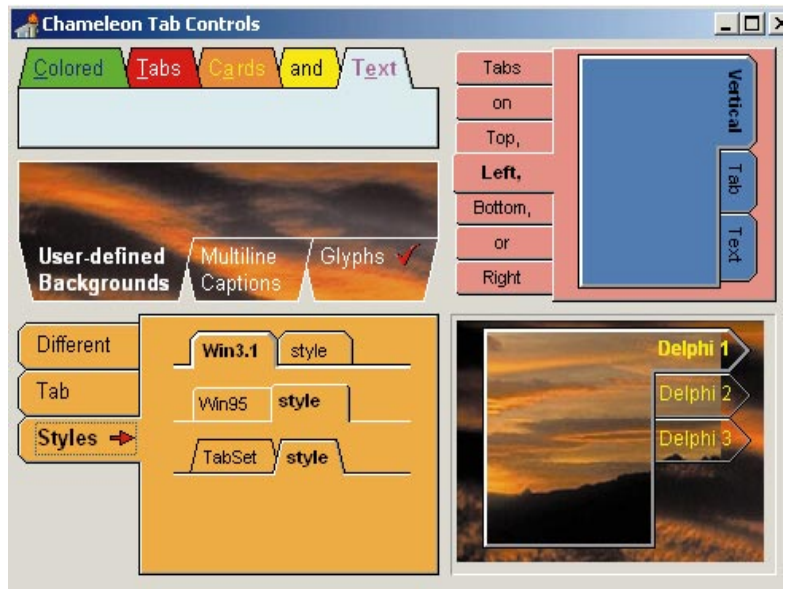 Chameleon Tab Controls
Colored Tabs Cards and Text
User-defined Backgrounds
Multiline Captions
Glyphs
Tabs
on
Top,
Left,
Bottom,
or
Right
Vertical
Tab
Text
Different
Tab
Styles
Win3.1 style
Win95 style
TabSet style
Delphi 1
Delphi 2
Delphi 3